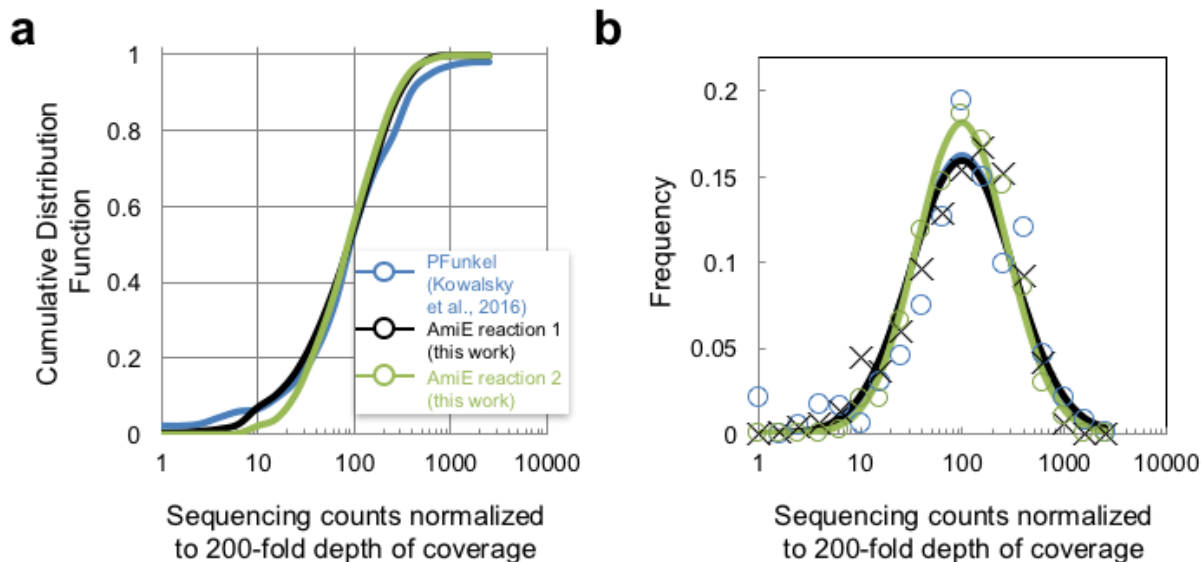 a
Cumulative Distribution
Function
1
0.8
0.6
0.4
0.2
0
1
10
100
1000
10000
PFunkel
(Kowalsky
et al., 2016)
AmiE reaction 1
(this work)
AmiE reaction 2
(this work)
Sequencing counts normalized
to 200-fold depth of coverage
b
Frequency
0.2
0.15
0.1
0.05
0
1
10
100
1000
10000
Sequencing counts normalized
to 200-fold depth of coverage